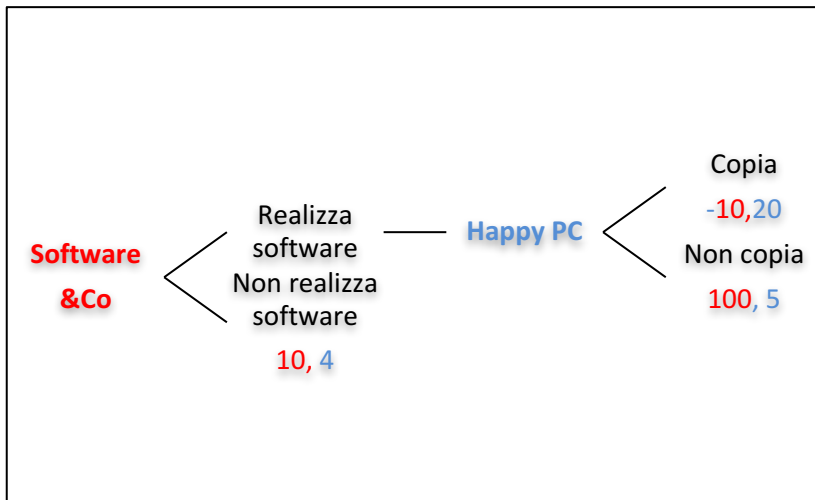 Software
&Co
Realizza
software
Non realizza
software
10, 4
Happy PC
Copia
-10,20
Non copia
100, 5